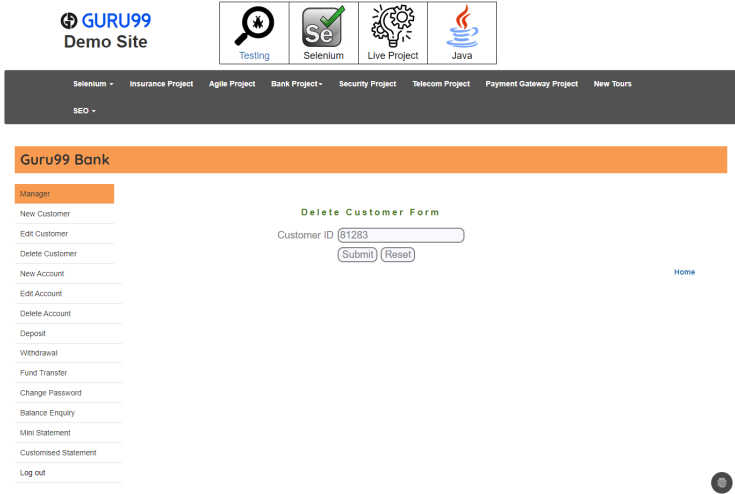 GURU99
Demo Site
Testing
Selenium
Live Project
Java
Selenium
Insurance Project
Agile Project
Bank Project
Security Project
Telecom Project
Payment Gateway Project
New Tours
SEO
Guru99 Bank
Manager
New Customer
Edit Customer
Delete Customer
New Account
Edit Account
Delete Account
Deposit
Withdrawal
Fund Transfer
Change Password
Balance Enquiry
Mini Statement
Customised Statement
Log out
Delete Customer Form
Customer ID 81283
Submit Reset
Home